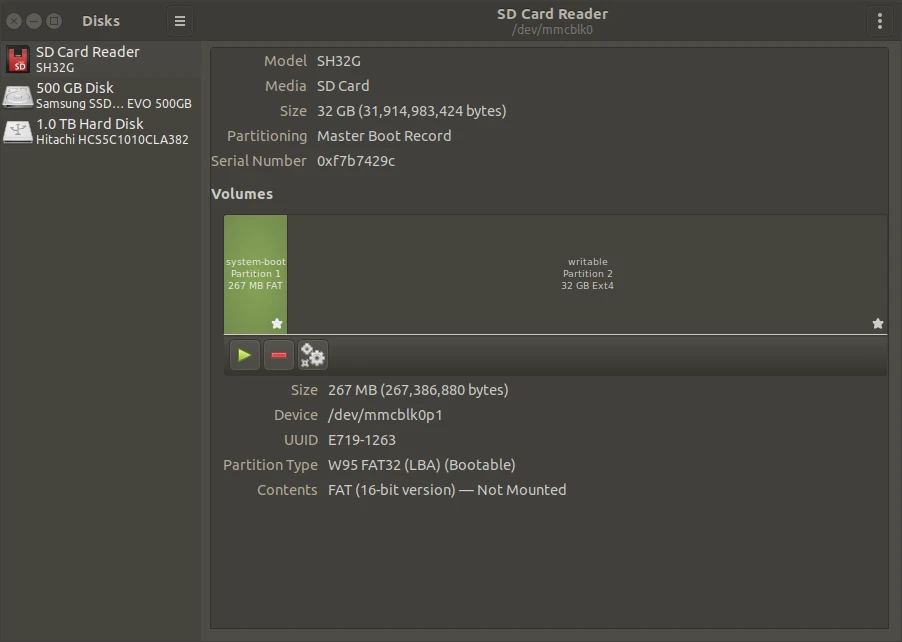 Disks
SD Card Reader
/dev/mmcblk0
SD
SD Card Reader
SH32G
500 GB Disk
Samsung SSD... EVO 500GB
1.0 TB Hard Disk
Hitachi HCS5C1010CLA382
Model SH32G
Media SD Card
Size 32 GB (31,914,983,424 bytes)
Partitioning Master Boot Record
Serial Number 0xf7b7429c
Volumes
system-boot
Partition 1
267 MB FAT
writable
Partition 2
32 GB Ext4
Size 267 MB (267,386,880 bytes)
Device /dev/mmcblk0p1
UUID E719-1263
Partition Type W95 FAT32 (LBA) (Bootable)
Contents FAT (16-bit version) — Not Mounted